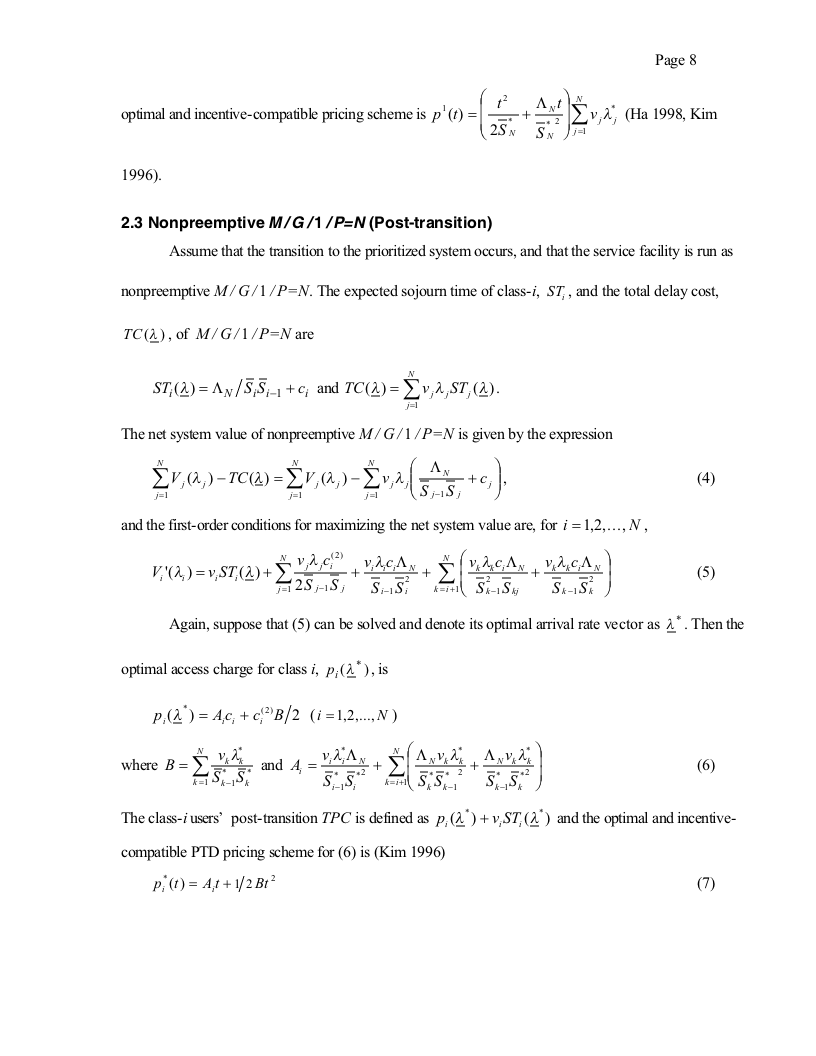 Page 8
optimal and incentive-compatible pricing scheme is $p^1(t) = \left( \frac{t^2}{2\overline{S}^*_N} + \frac{\Lambda_N t}{\overline{S}^{*2}_N} \right) \sum_{j=1}^{N} v_j \lambda^*_j$ (Ha 1998, Kim
1996).
2.3 Nonpreemptive M/G/1/P=N (Post-transition)
Assume that the transition to the prioritized system occurs, and that the service facility is run as
nonpreemptive M/G/1/P=N. The expected sojourn time of class-i, $ST_i$, and the total delay cost,
$TC(\underline{\lambda})$, of M/G/1/P=N are
$ST_i(\underline{\lambda}) = \Lambda_N / \overline{S}_i \overline{S}_{i-1} + c_i$ and $TC(\underline{\lambda}) = \sum_{j=1}^{N} v_j \lambda_j ST_j(\underline{\lambda})$.
The net system value of nonpreemptive M/G/1/P=N is given by the expression
$\sum_{j=1}^{N} V_j(\lambda_j) - TC(\underline{\lambda}) = \sum_{j=1}^{N} V_j(\lambda_j) - \sum_{j=1}^{N} v_j \lambda_j \left( \frac{\Lambda_N}{\overline{S}_{j-1} \overline{S}_j} + c_j \right)$, (4)
and the first-order conditions for maximizing the net system value are, for $i = 1,2,\ldots,N$,
$V_i'(\lambda_i) = v_i ST_i(\underline{\lambda}) + \sum_{j=1}^{N} \frac{v_j \lambda_j c_i^{(2)}}{2\overline{S}_{j-1} \overline{S}_j} + \frac{v_i \lambda_i c_i \Lambda_N}{\overline{S}_{i-1} \overline{S}_i^2} + \sum_{k=i+1}^{N} \left( \frac{v_k \lambda_k c_i \Lambda_N}{\overline{S}_{k-1}^2 \overline{S}_{kj}} + \frac{v_k \lambda_k c_i \Lambda_N}{\overline{S}_{k-1} \overline{S}_k^2} \right)$ (5)
Again, suppose that (5) can be solved and denote its optimal arrival rate vector as $\underline{\lambda}^*$. Then the
optimal access charge for class i, $p_i(\underline{\lambda}^*)$, is
$p_i(\underline{\lambda}^*) = A_i c_i + c_i^{(2)} B/2$ ($i = 1,2,...,N$)
where $B = \sum_{k=1}^{N} \frac{v_k \lambda_k^*}{\overline{S}_{k-1}^* \overline{S}_k^*}$ and $A_i = \frac{v_i \lambda_i^* \Lambda_N}{\overline{S}_{i-1}^* \overline{S}_i^{*2}} + \sum_{k=i+1}^{N} \left( \frac{\Lambda_N v_k \lambda_k^*}{\overline{S}_k^* \overline{S}_{k-1}^{*2}} + \frac{\Lambda_N v_k \lambda_k^*}{\overline{S}_{k-1}^* \overline{S}_k^{*2}} \right)$ (6)
The class-i users' post-transition TPC is defined as $p_i(\underline{\lambda}^*) + v_i ST_i(\underline{\lambda}^*)$ and the optimal and incentive-
compatible PTD pricing scheme for (6) is (Kim 1996)
$p_i^*(t) = A_i t + 1/2\, Bt^2$ (7)